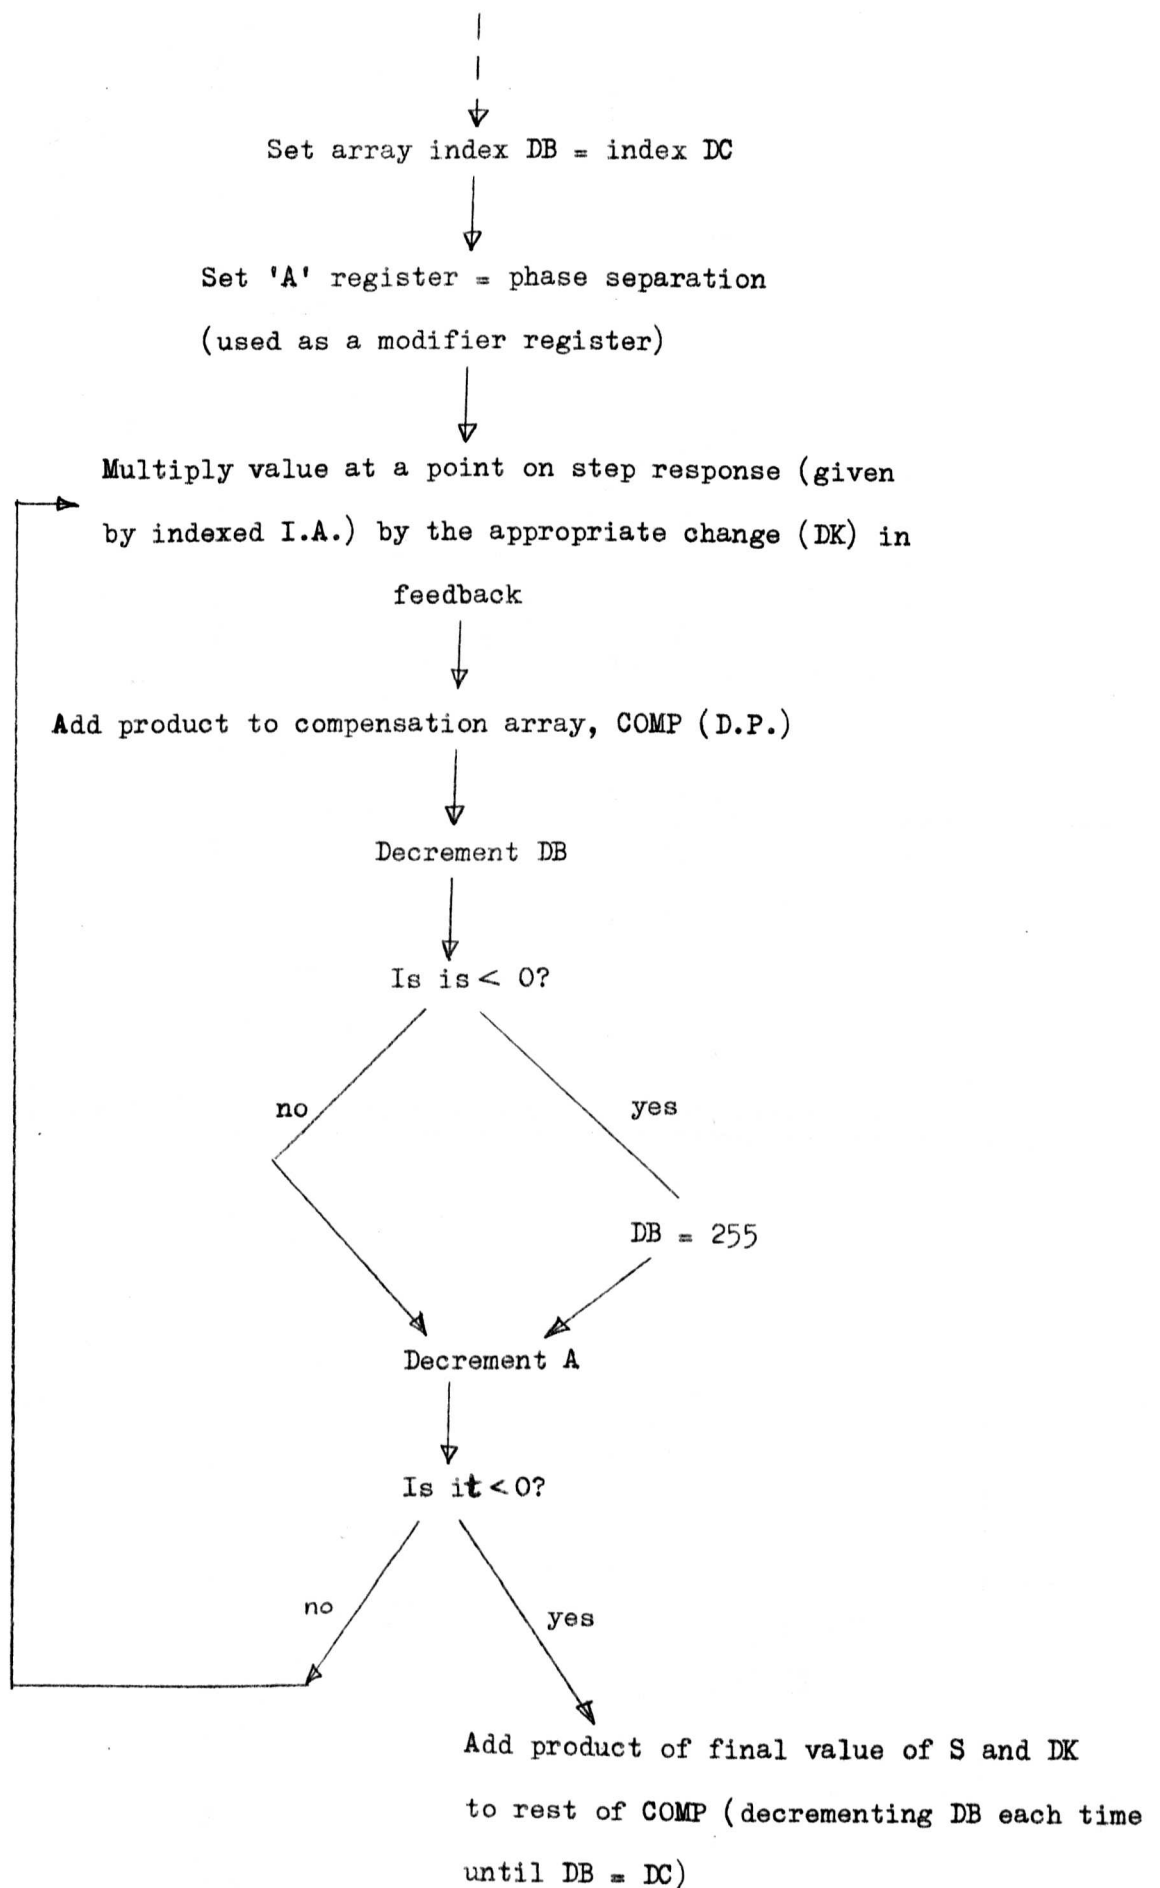 Set array index DB = index DC
Set 'A' register = phase separation
(used as a modifier register)
Multiply value at a point on step response (given
by indexed I.A.) by the appropriate change (DK) in
feedback
Add product to compensation array, COMP (D.P.)
Decrement DB
Is is < 0?
no
yes
DB = 255
Decrement A
Is it < 0?
no
yes
Add product of final value of S and DK
to rest of COMP (decrementing DB each time
until DB = DC)